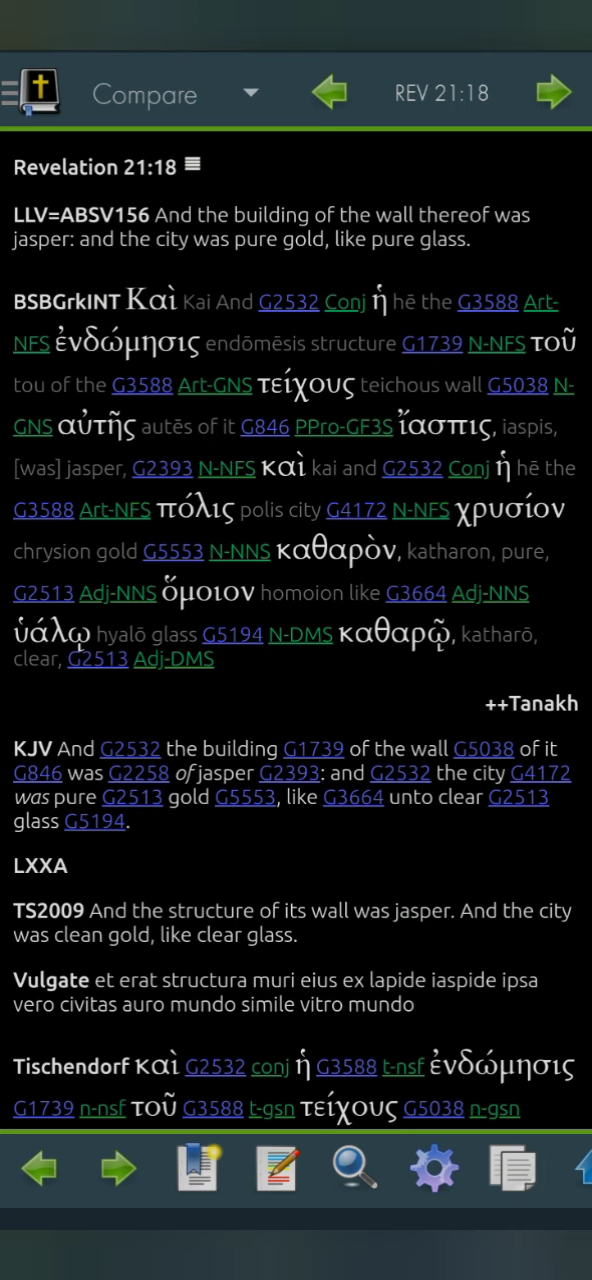 Compare
REV 21:18
Revelation 21:18
LLV=ABSV156 And the building of the wall thereof was
jasper: and the city was pure gold, like pure glass.
BSBGrkINT Καὶ Kai And G2532 Conj ἡ hē the G3588 Art-
NFS ἐνδώμησις endōmēsis structure G1739 N-NFS τοῦ
tou of the G3588 Art-GNS τείχους teichous wall G5038 N-
GNS αὐτῆς autēs of it G846 PPro-GF3S ἴασπις, iaspis,
[was] jasper, G2393 N-NFS καὶ kai and G2532 Conj ἡ hē the
G3588 Art-NFS πόλις polis city G4172 N-NFS χρυσίον
chrysion gold G5553 N-NNS καθαρὸν, katharon, pure,
G2513 Adj-NNS ὅμοιον homoion like G3664 Adj-NNS
ὑάλῳ hyalō glass G5194 N-DMS καθαρῷ, katharō,
clear, G2513 Adj-DMS
++Tanakh
KJV And G2532 the building G1739 of the wall G5038 of it
G846 was G2258 of jasper G2393: and G2532 the city G4172
was pure G2513 gold G5553, like G3664 unto clear G2513
glass G5194.
LXXA
TS2009 And the structure of its wall was jasper. And the city
was clean gold, like clear glass.
Vulgate et erat structura muri eius ex lapide iaspide ipsa
vero civitas auro mundo simile vitro mundo
Tischendorf καὶ G2532 conj ἡ G3588 t-nsf ἐνδώμησις
G1739 n-nsf τοῦ G3588 t-gsn τείχους G5038 n-gsn